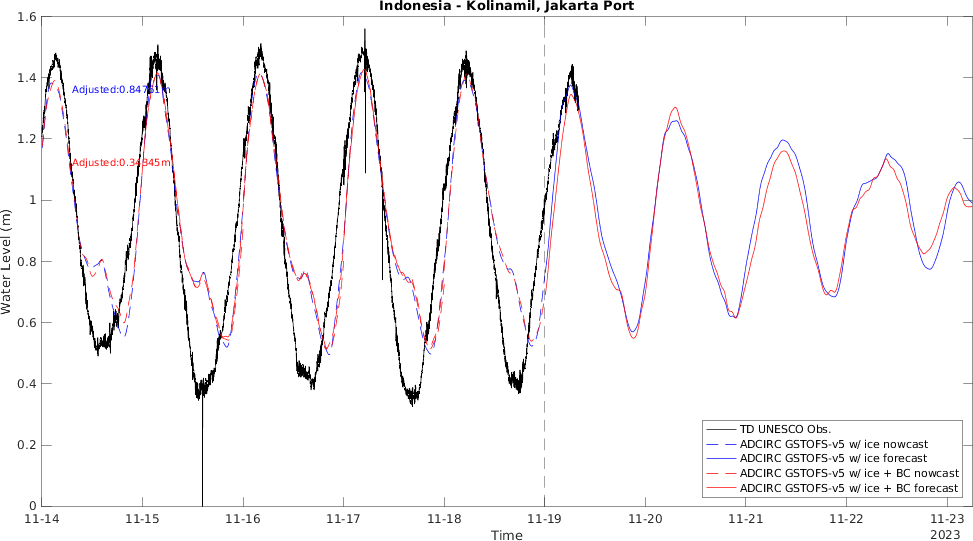 Indonesia - Kolinamil, Jakarta Port
1.6
1.4
1.2
1
0.8
0.6
0.4
0.2
0
Water Level (m)
Adjusted:0.84761m
Adjusted:0.34845m
TD UNESCO Obs.
ADCIRC GSTOFS-v5 w/ ice nowcast
ADCIRC GSTOFS-v5 w/ ice forecast
ADCIRC GSTOFS-v5 w/ ice + BC nowcast
ADCIRC GSTOFS-v5 w/ ice + BC forecast
11-14 11-15 11-16 11-17 11-18 11-19 11-20 11-21 11-22 11-23
Time
2023